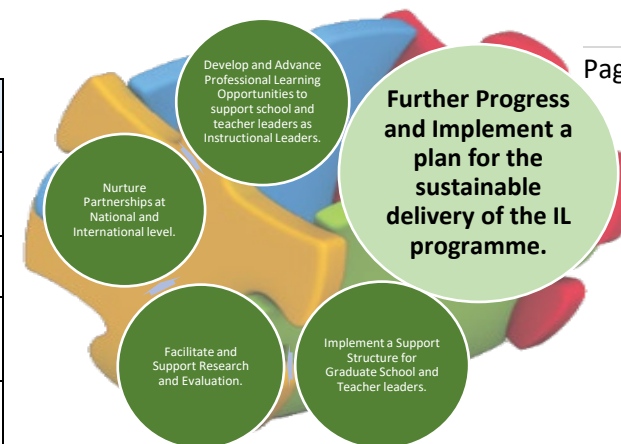 Pag
Develop and Advance
Professional Learning
Opportunities to
support school and
teacher leaders as
Instructional Leaders.
Further Progress
and Implement a
plan for the
sustainable
delivery of the IL
programme.
Nurture
Partnerships at
National and
International level.
Facilitate and
Support Research
and Evaluation.
Implement a Support
Structure for
Graduate School and
Teacher leaders.